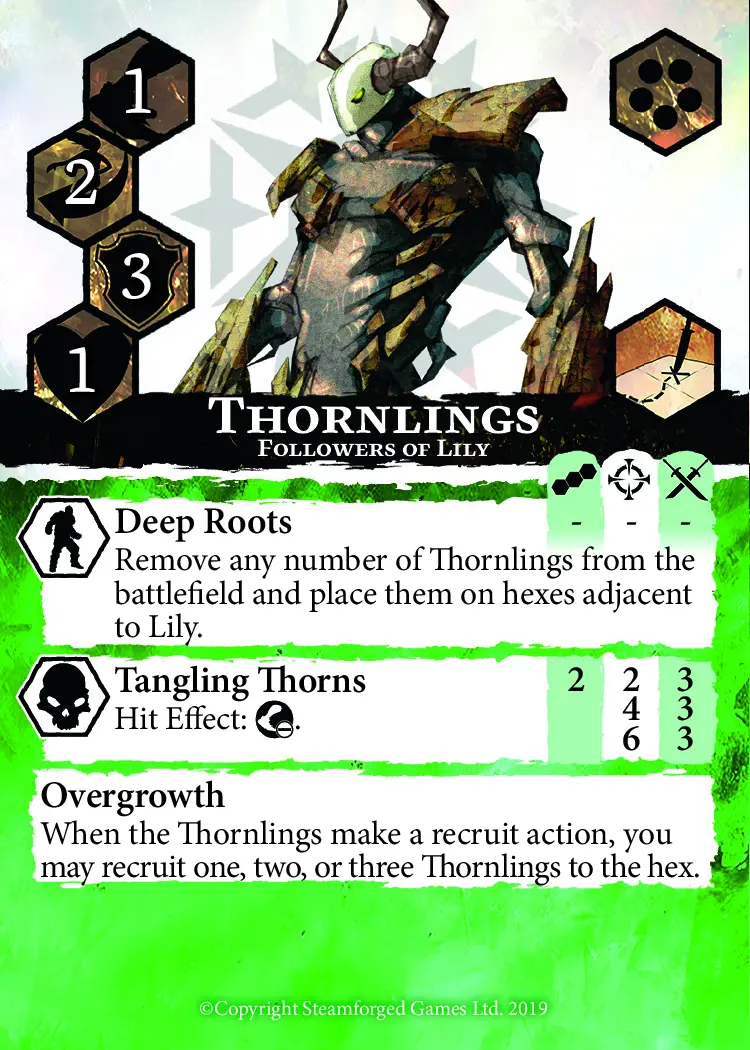 1
2
3
1
Thornlings
Followers of Lily
Deep Roots - - -
Remove any number of Thornlings from the
battlefield and place them on hexes adjacent
to Lily.
Tangling Thorns 2 2 3
Hit Effect: . 4 3
6 3
Overgrowth
When the Thornlings make a recruit action, you
may recruit one, two, or three Thornlings to the hex.
©Copyright Steamforged Games Ltd. 2019